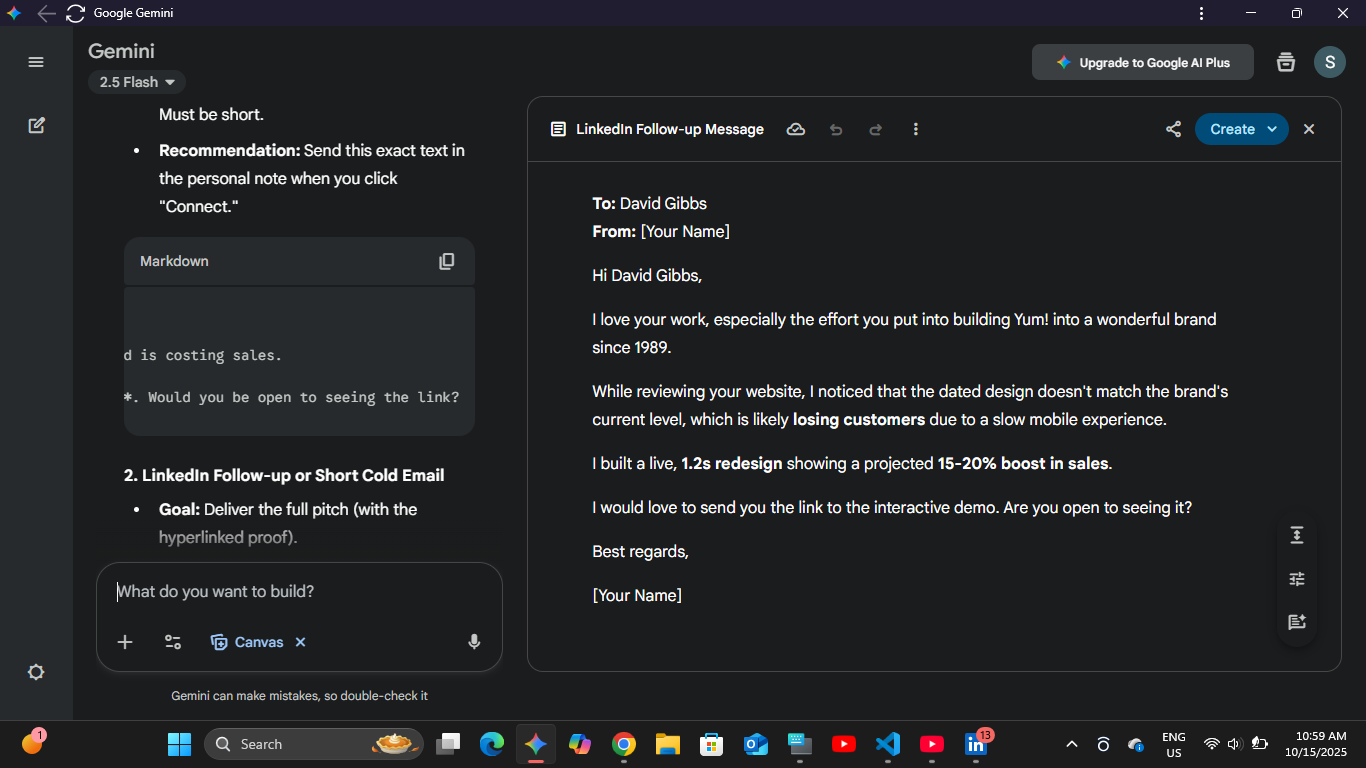 Google Gemini
Gemini
2.5 Flash
Upgrade to Google AI Plus
S
Must be short.
Recommendation: Send this exact text in
the personal note when you click
"Connect."
Markdown
d is costing sales.
*. Would you be open to seeing the link?
2. LinkedIn Follow-up or Short Cold Email
Goal: Deliver the full pitch (with the
hyperlinked proof).
What do you want to build?
Canvas
Gemini can make mistakes, so double-check it
LinkedIn Follow-up Message
Create
To: David Gibbs
From: [Your Name]
Hi David Gibbs,
I love your work, especially the effort you put into building Yum! into a wonderful brand
since 1989.
While reviewing your website, I noticed that the dated design doesn't match the brand's
current level, which is likely losing customers due to a slow mobile experience.
I built a live, 1.2s redesign showing a projected 15-20% boost in sales.
I would love to send you the link to the interactive demo. Are you open to seeing it?
Best regards,
[Your Name]
1
Search
in
13
ENG
US
10:59 AM
10/15/2025